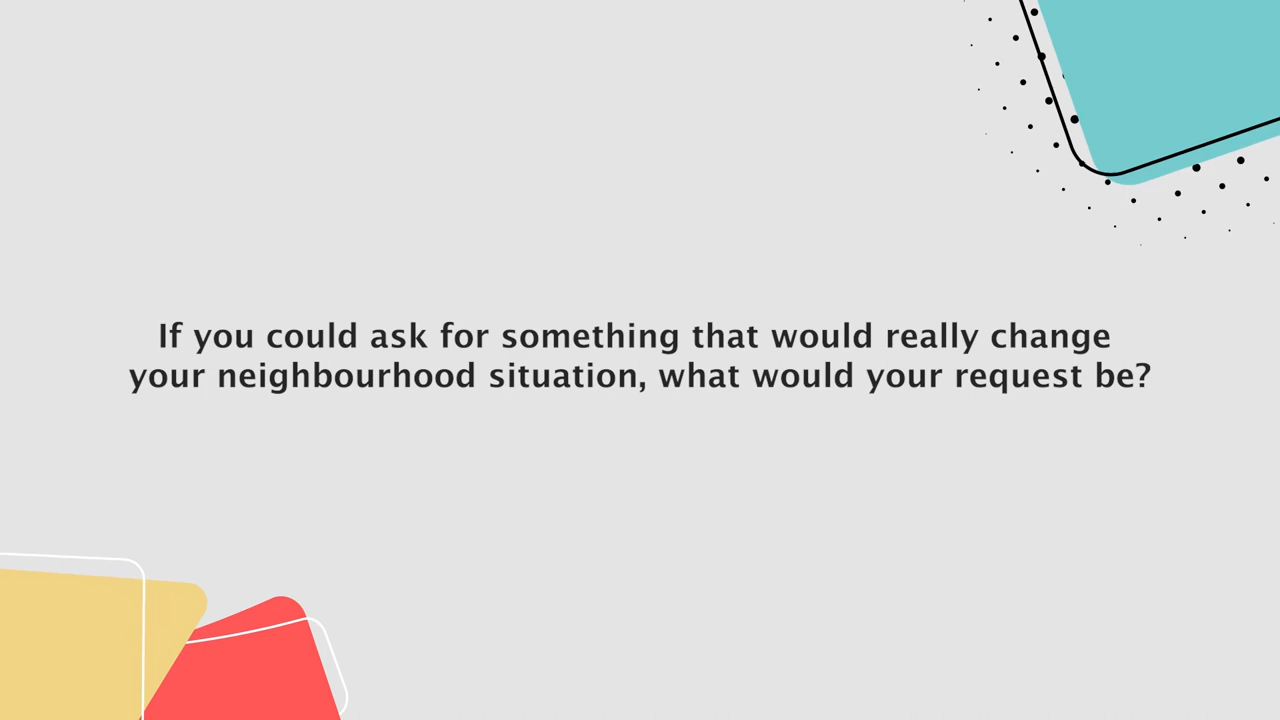 If you could ask for something that would really change
your neighbourhood situation, what would your request be?